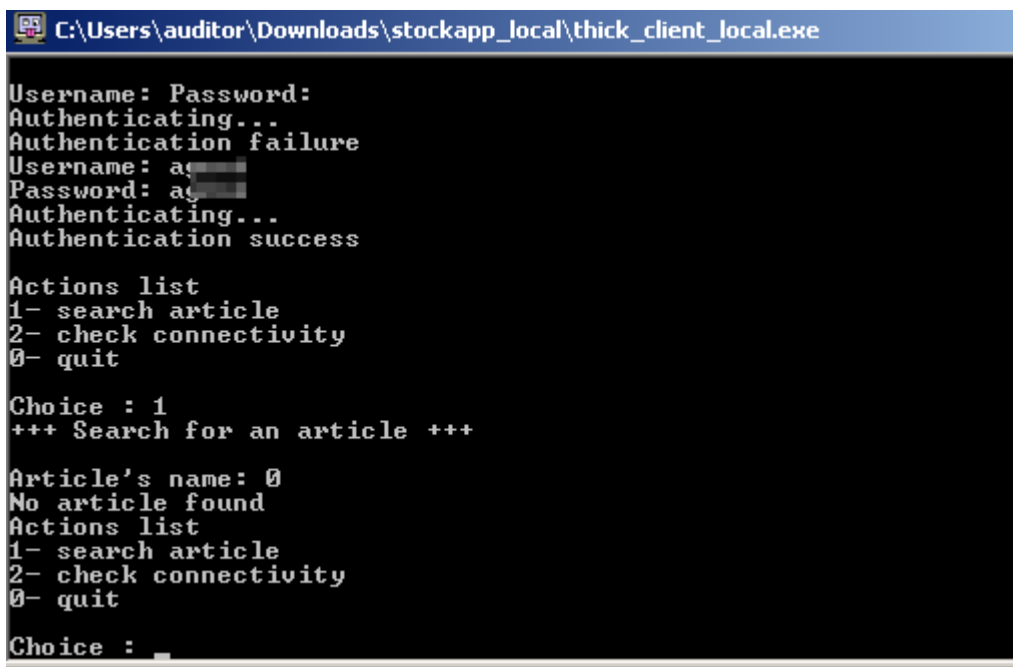 C:\Users\auditor\Downloads\stockapp_local\thick_client_local.exe
Username: Password:
Authenticating...
Authentication failure
Username:
Password:
Authenticating...
Authentication success
Actions list
1- search article
2- check connectivity
0- quit
Choice : 1
+++ Search for an article +++
Article's name: 0
No article found
Actions list
1- search article
2- check connectivity
0- quit
Choice : _